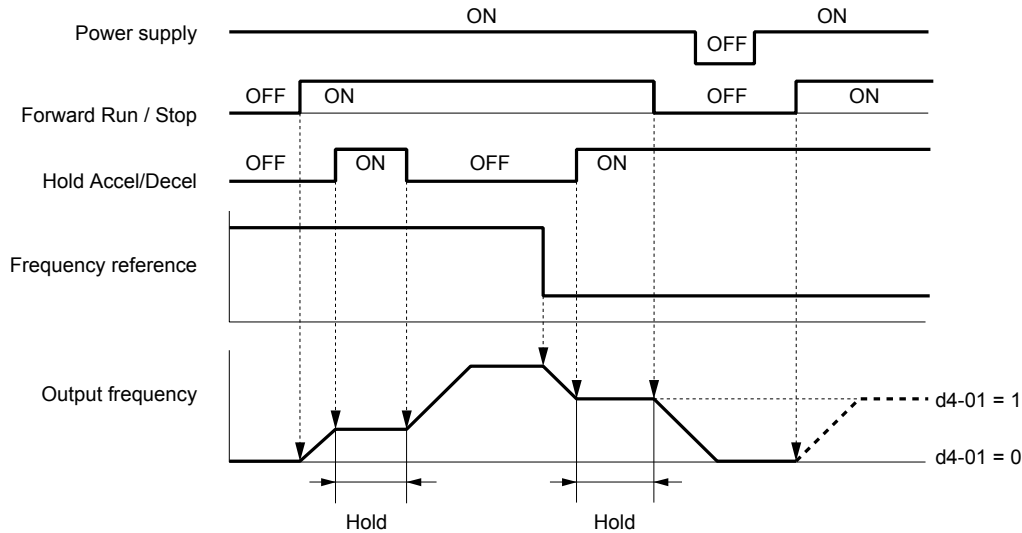 ON
ON
Power supply
OFF
OFF
ON
OFF
ON
Forward Run / Stop
OFF
ON
OFF
ON
Hold Accel/Decel
Frequency reference
Output frequency
d4-01 = 1
d4-01 = 0
Hold
Hold